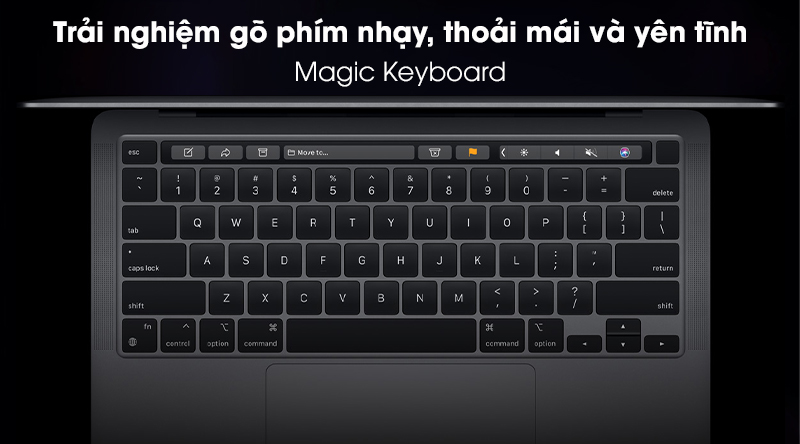 Trải nghiệm gõ phím nhạy, thoải mái và yên tĩnh
Magic Keyboard
esc Move to...
~ ! @ # $ % ^ & * ( ) _ +
` 1 2 3 4 5 6 7 8 9 0 - = delete
tab Q W E R T Y U I O P { [ } ] | \
caps lock A S D F G H J K L : ; " ' return
shift Z X C V B N M < , > . ? / shift
fn control option command command option